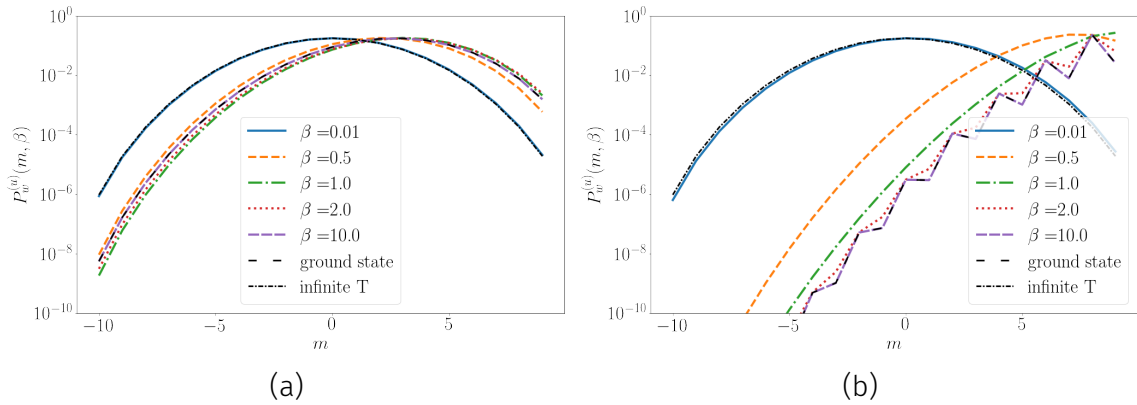 10^0
10^{-2}
10^{-4}
10^{-6}
10^{-8}
10^{-10}
P_w^{(u)}(m, β)
β =0.01
β =0.5
β =1.0
β =2.0
β =10.0
ground state
infinite T
−10
−5
0
5
m
(a)
10^0
10^{-2}
10^{-4}
10^{-6}
10^{-8}
10^{-10}
P_w^{(u)}(m, β)
β =0.01
β =0.5
β =1.0
β =2.0
β =10.0
ground state
infinite T
−10
−5
0
5
m
(b)